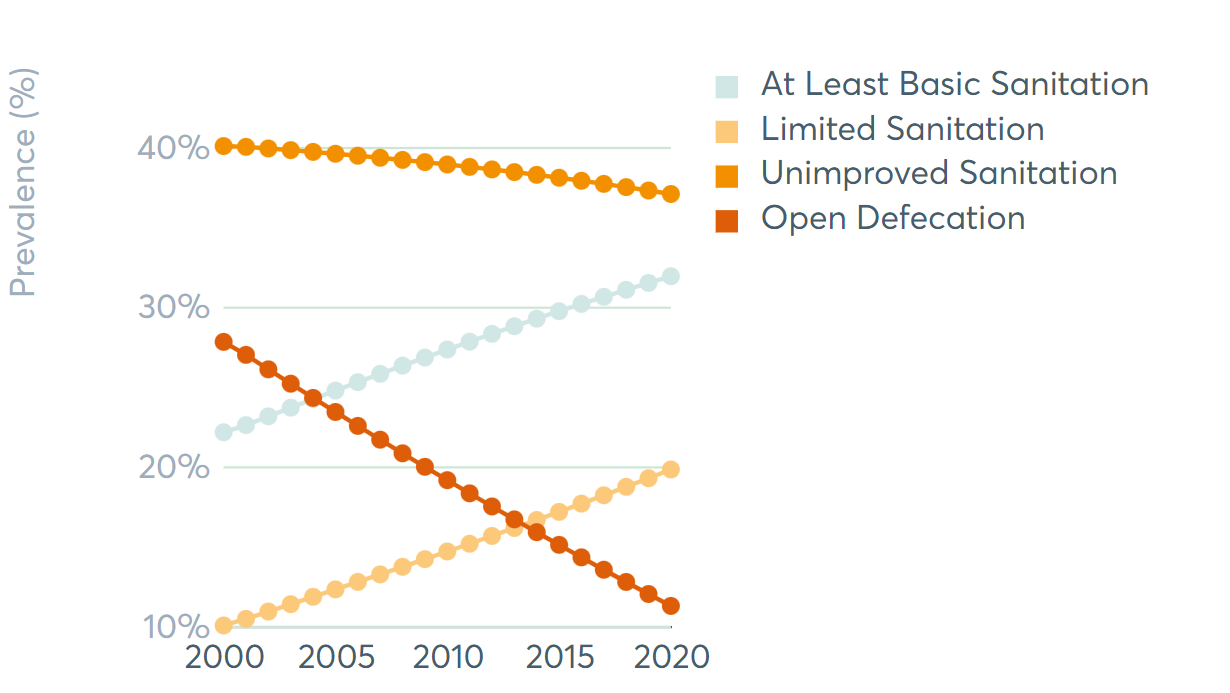 Prevalence (%)
At Least Basic Sanitation
Limited Sanitation
Unimproved Sanitation
Open Defecation
40%
30%
20%
10%
2000 2005 2010 2015 2020